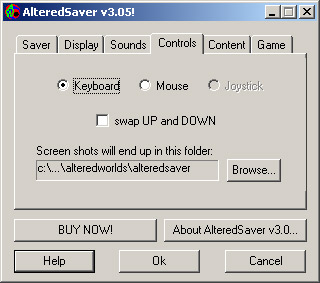 AlteredSaver v3.05!
Saver Display Sounds Controls Content Game
Keyboard Mouse Joystick
swap UP and DOWN
Screen shots will end up in this folder:
c:\...\alteredworlds\alteredsaver Browse...
BUY NOW! About AlteredSaver v3.0...
Help Ok Cancel